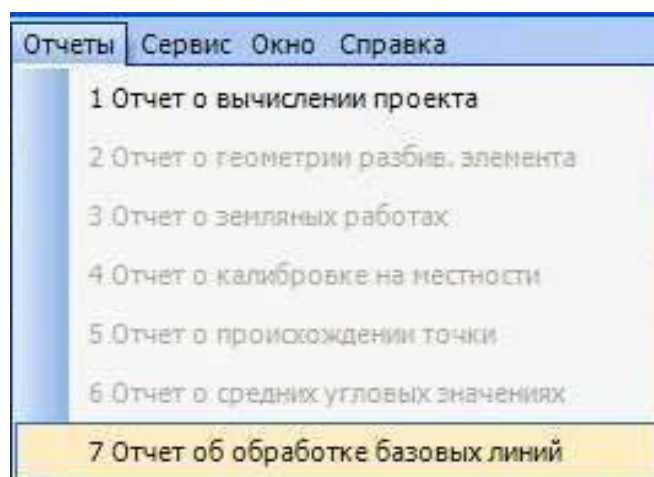 Отчеты Сервис Окно Справка
1 Отчет о вычислении проекта
2 Отчет о геометрии разбив. элемента
3 Отчет о земляных работах
4 Отчет о калибровке на местности
5 Отчет о происхождении точки
6 Отчет о средних угловых значениях
7 Отчет об обработке базовых линий